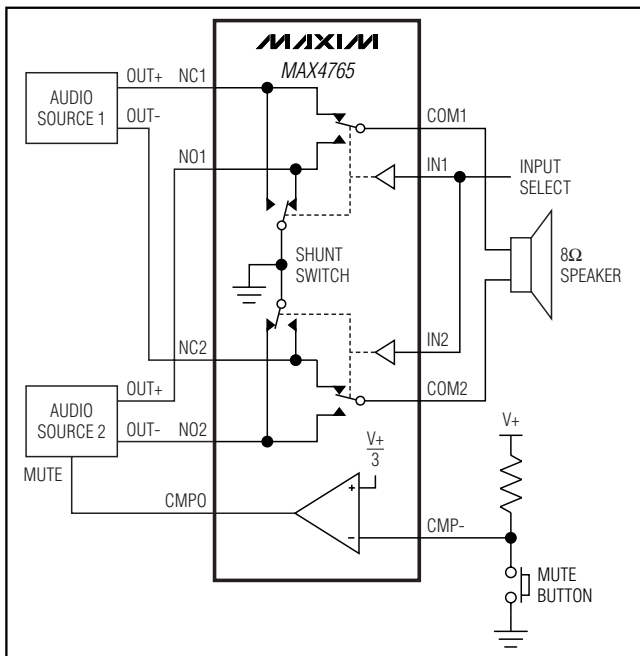 MAXIM
MAX4765
AUDIO
SOURCE 1
OUT+
OUT-
NC1
NO1
COM1
IN1
INPUT
SELECT
SHUNT
SWITCH
8Ω
SPEAKER
NC2
IN2
COM2
AUDIO
SOURCE 2
OUT+
OUT-
NO2
MUTE
CMPO
V+
3
+
-
CMP-
V+
MUTE
BUTTON